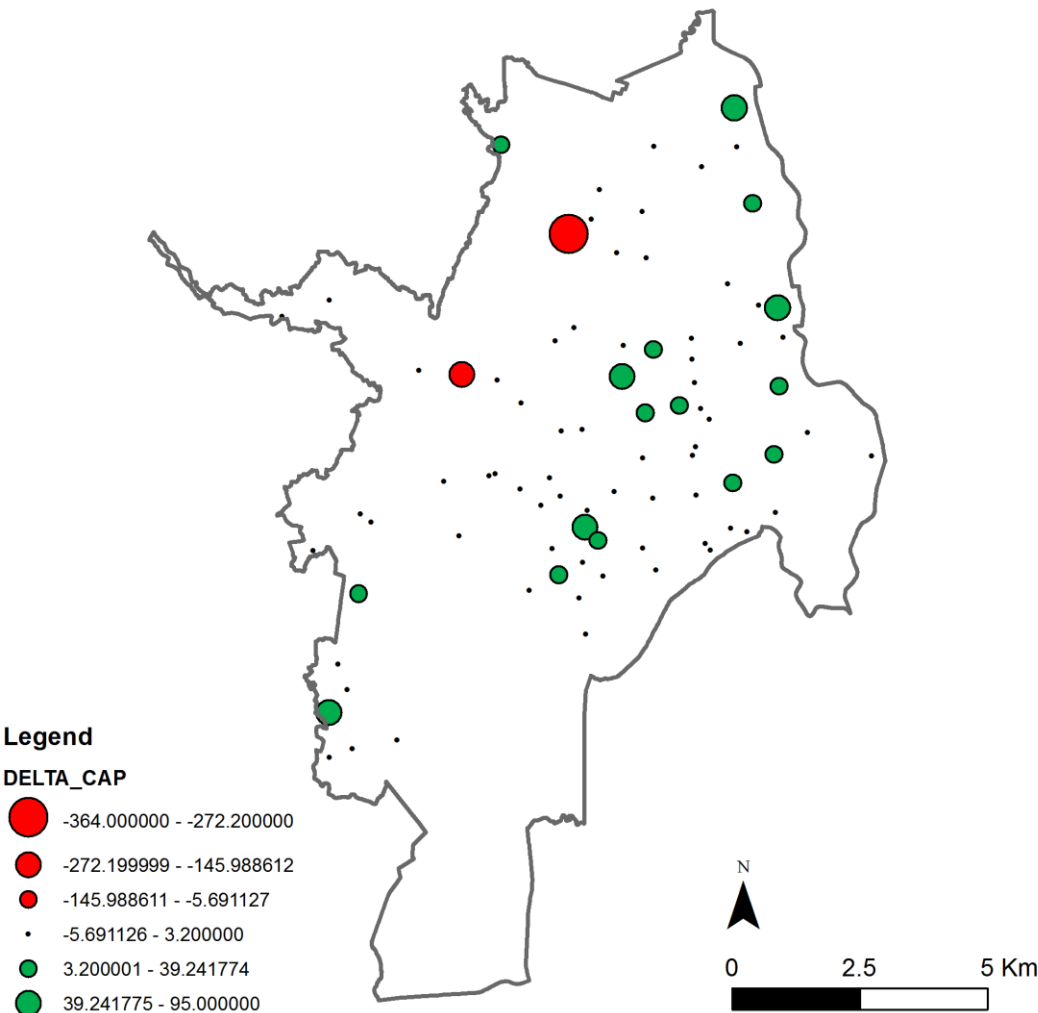 Legend
DELTA_CAP
-364.000000 - -272.200000
-272.199999 - -145.988612
-145.988611 - -5.691127
-5.691126 - 3.200000
3.200001 - 39.241774
39.241775 - 95.000000
N
0 2.5 5 Km